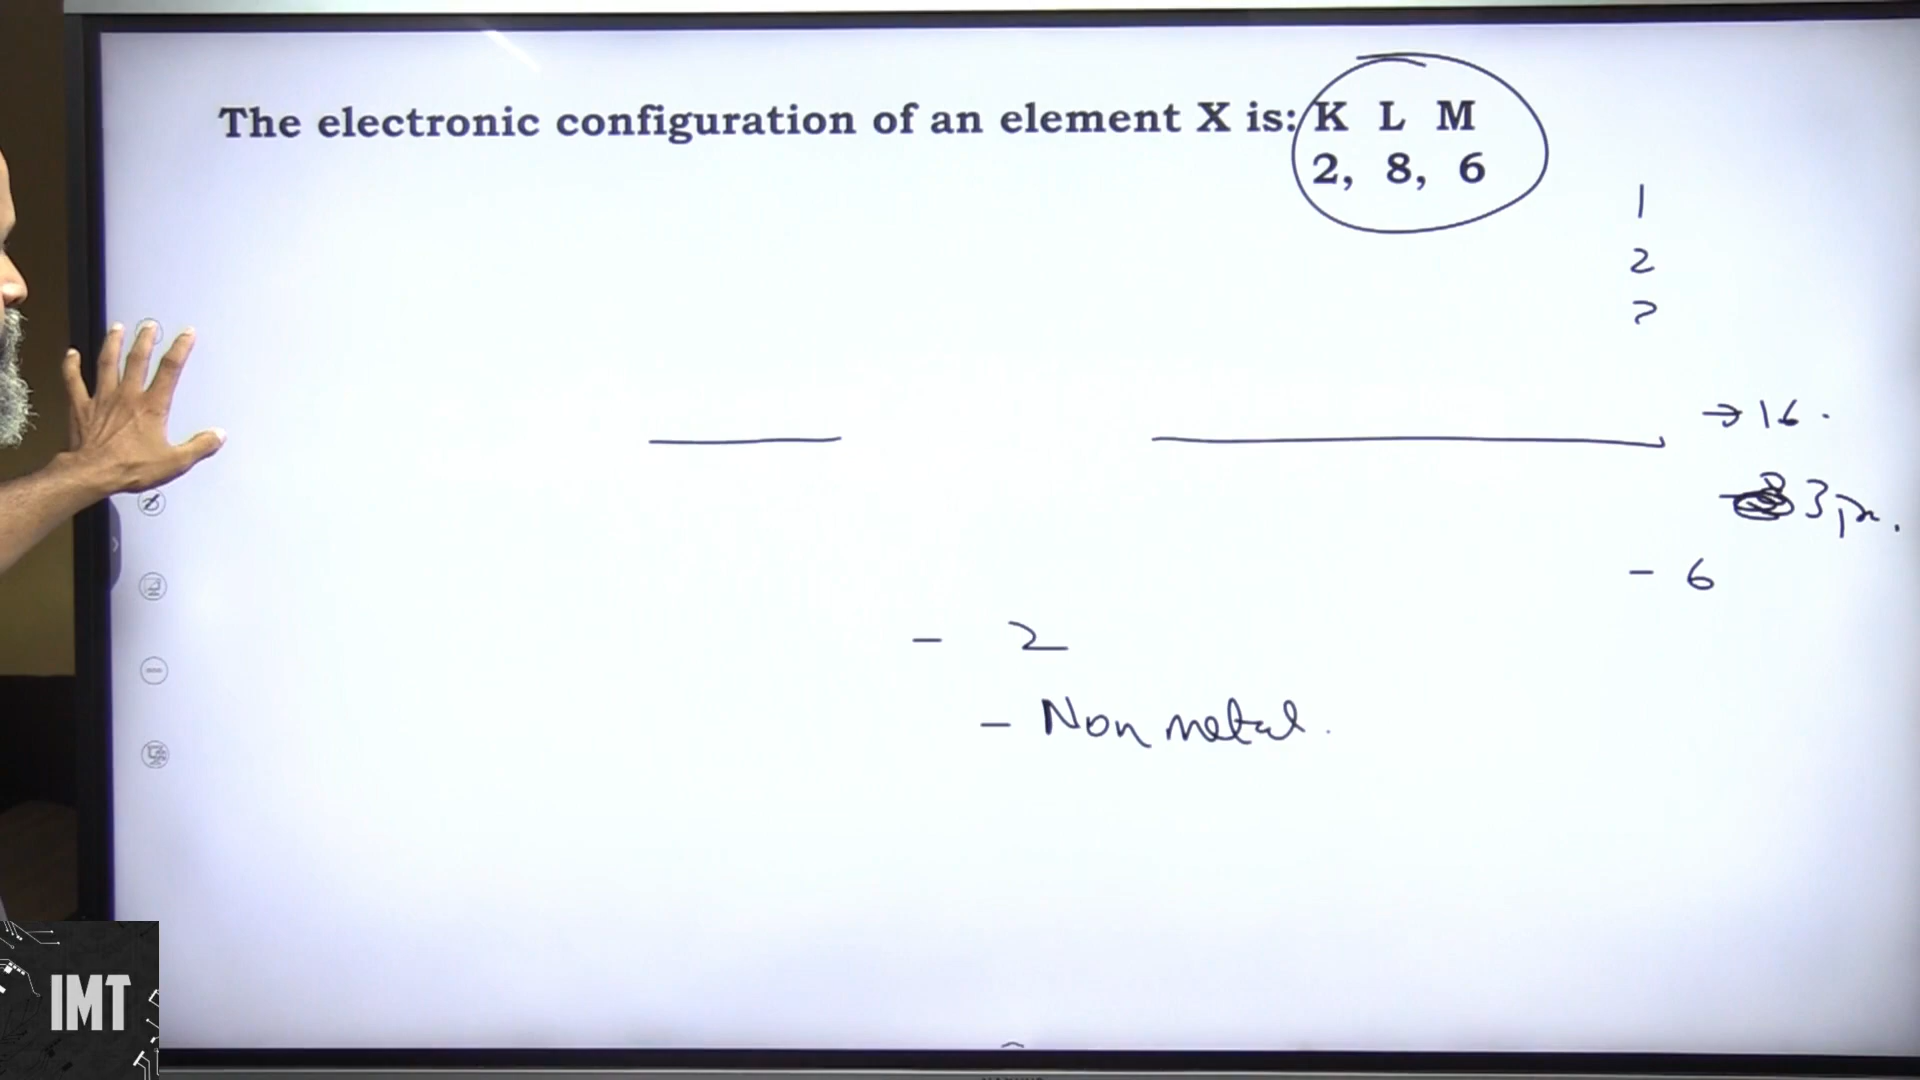 The electronic configuration of an element X is: K L M
2, 8, 6
1
2
→ 16.
3
- 6
- 2
- Non metal.
IMT